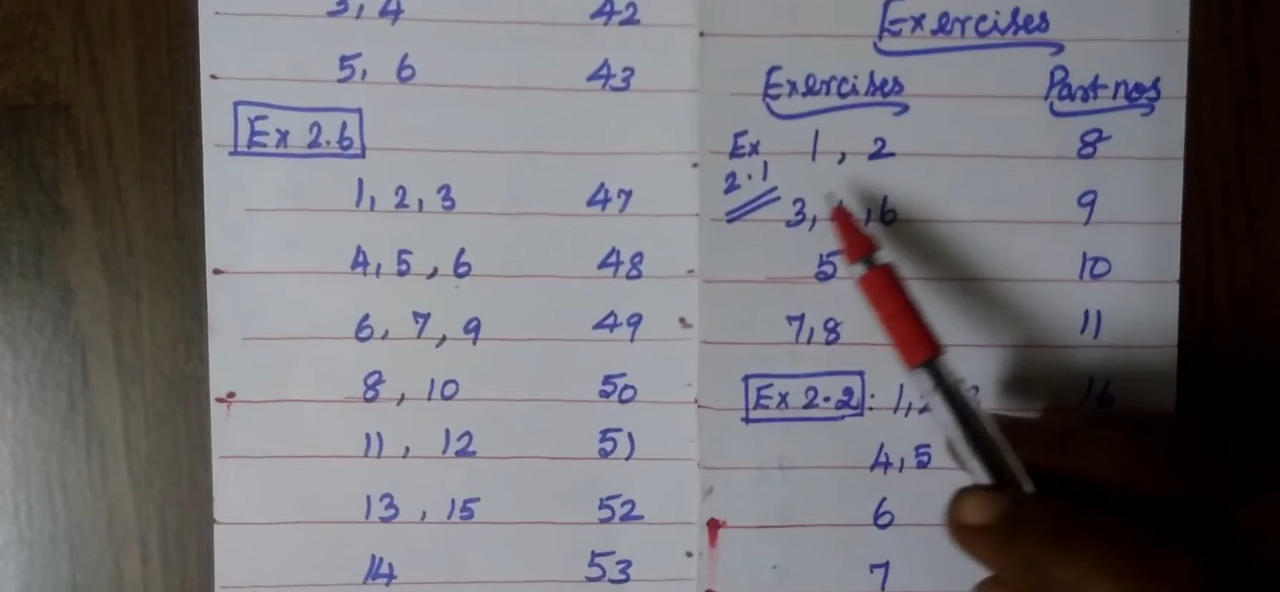 3, 4 42
5, 6 43
Ex 2.6
1, 2, 3 47
4, 5, 6 48
6, 7, 9 49
8, 10 50
11, 12 51
13, 15 52
14 53
Exercises
Exercises Part nos
Ex 2.1 1, 2 8
3, ,6 9
5 10
7,8 11
Ex 2.2 : 1, 16
4,5
6
7